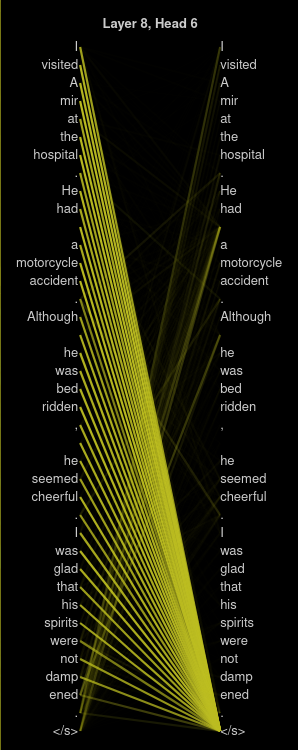 Layer 8, Head 6
I I
visited visited
A A
mir mir
at at
the the
hospital hospital
. .
He He
had had
a a
motorcycle motorcycle
accident accident
. .
Although Although
he he
was was
bed bed
ridden ridden
, ,
he he
seemed seemed
cheerful cheerful
. .
I I
was was
glad glad
that that
his his
spirits spirits
were were
not not
damp damp
ened ened
. .
</s> </s>